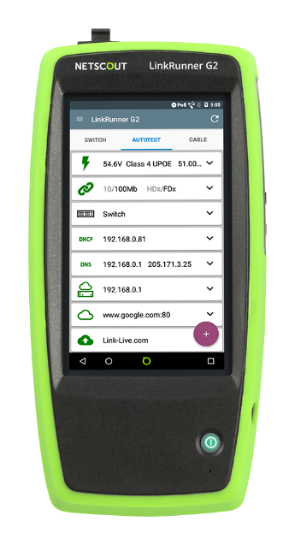 NETSCOUT LinkRunner G2
PoE 9:05
LinkRunner G2
SWITCH AUTOTEST CABLE
54.6V Class 4 UPOE 51.00...
10/100Mb HDx/FDx
Switch
DHCP 192.168.0.81
DNS 192.168.0.1 205.171.3.25
192.168.0.1
www.google.com:80
Link-Live.com
+